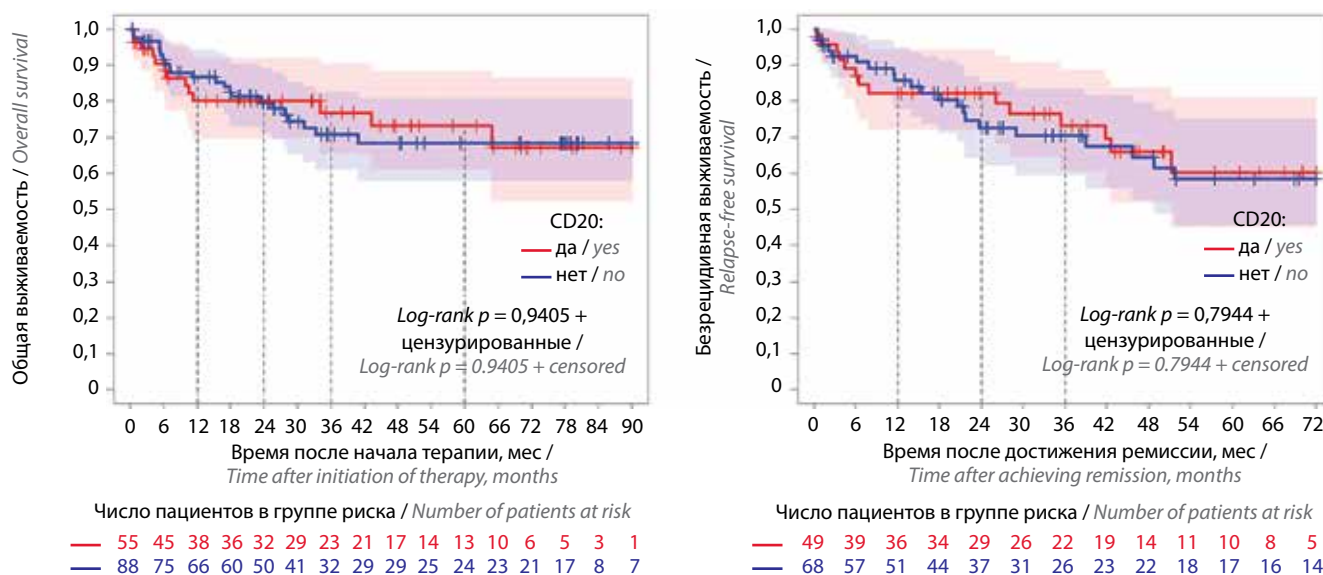 Общая выживаемость / Overall survival
1,0
0,9
0,8
0,7
0,6
0,5
0,4
0,3
0,2
0,1
0
CD20:
да / yes
нет / no
Log-rank p = 0,9405 +
цензурированные /
Log-rank p = 0.9405 + censored
0 6 12 18 24 30 36 42 48 54 60 66 72 78 84 90
Время после начала терапии, мес /
Time after initiation of therapy, months
Число пациентов в группе риска / Number of patients at risk
55 45 38 36 32 29 23 21 17 14 13 10 6 5 3 1
88 75 66 60 50 41 32 29 29 25 24 23 21 17 8 7
Безрецидивная выживаемость /
Relapse-free survival
1,0
0,9
0,8
0,7
0,6
0,5
0,4
0,3
0,2
0,1
0
CD20:
да / yes
нет / no
Log-rank p = 0,7944 +
цензурированные /
Log-rank p = 0.7944 + censored
0 6 12 18 24 30 36 42 48 54 60 66 72
Время после достижения ремиссии, мес /
Time after achieving remission, months
Число пациентов в группе риска / Number of patients at risk
49 39 36 34 29 26 22 19 14 11 10 8 5
68 57 51 44 37 31 26 23 22 18 17 16 14